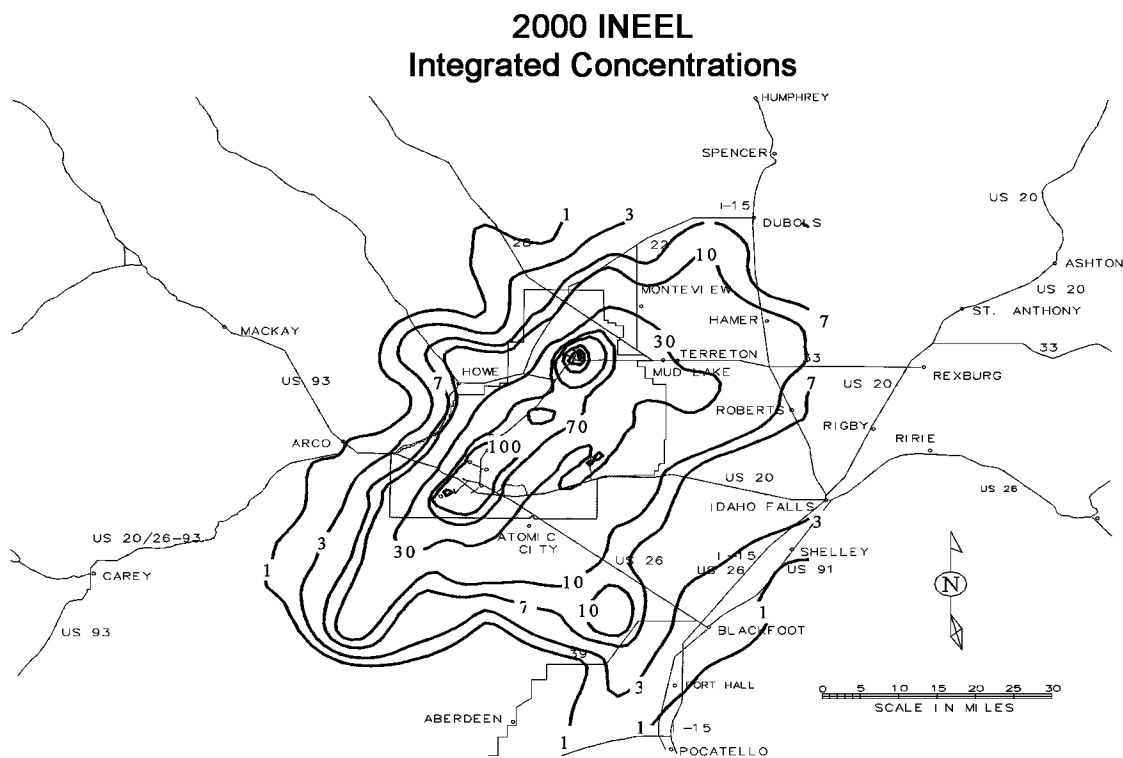 2000 INEEL
Integrated Concentrations
HUMPHREY
SPENCER
I-15
US 20
1
3
DUBOLS
28
22
10
ASHTON
US 20
MONTEVIEW
7
HAMER
ST. ANTHONY
MACKAY
30
33
33
TERRETON
MUD LAKE
HOWE
7
US 93
US 20
REXBURG
7
ROBERTS
70
RIGBY
RIRIE
ARCO
100
US 20
US 26
IDAHO FALLS
3
ATOMIC
CITY
US 20/26-93
3
30
SHELLEY
I-15
US 26
US 26
US 91
1
CAREY
10
N
7
10
1
US 93
BLACKFOOT
39
3
FORT HALL
0 5 10 15 20 25 30
SCALE IN MILES
ABERDEEN
1
I-15
1
POCATELLO